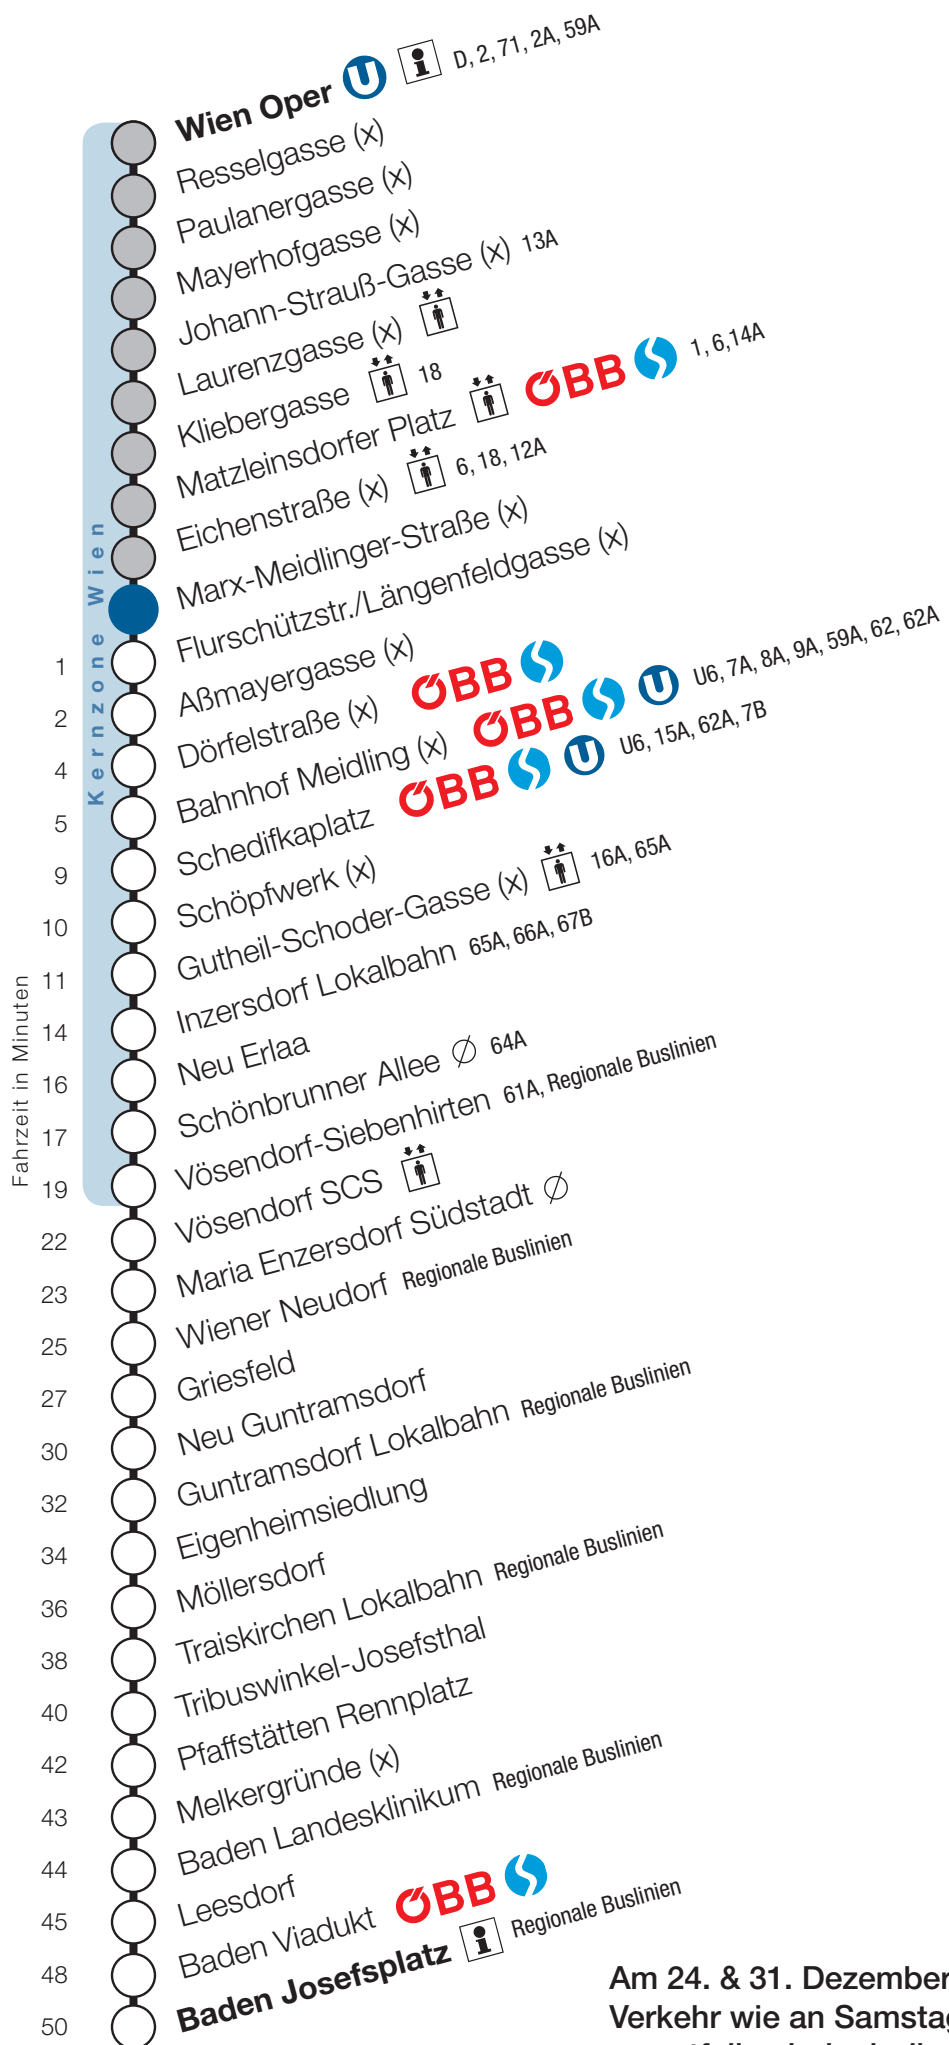 Wien Oper U i D, 2, 71, 2A, 59A
Resselgasse (x)
Paulanergasse (x)
Mayerhofgasse (x)
Johann-Strauß-Gasse (x) 13A
Laurenzgasse (x)
Kliebergasse 18
Matzleinsdorfer Platz ÖBB S 1, 6,14A
Eichenstraße (x) 6, 18, 12A
Marx-Meidlinger-Straße (x)
1 Flurschützstr./Längenfeldgasse (x)
2 Aßmayergasse (x)
4 Dörfelstraße (x) ÖBB S
5 Bahnhof Meidling (x) ÖBB S U U6, 7A, 8A, 9A, 59A, 62, 62A
9 Schedifkaplatz ÖBB S U U6, 15A, 62A, 7B
10 Schöpfwerk (x)
11 Gutheil-Schoder-Gasse (x) 16A, 65A
14 Inzersdorf Lokalbahn 65A, 66A, 67B
16 Neu Erlaa
17 Schönbrunner Allee ∅ 64A
19 Vösendorf-Siebenhirten 61A, Regionale Buslinien
22 Vösendorf SCS
23 Maria Enzersdorf Südstadt ∅
25 Wiener Neudorf Regionale Buslinien
27 Griesfeld
30 Neu Guntramsdorf
32 Guntramsdorf Lokalbahn Regionale Buslinien
34 Eigenheimsiedlung
36 Möllersdorf
38 Traiskirchen Lokalbahn Regionale Buslinien
40 Tribuswinkel-Josefsthal
42 Pfaffstätten Rennplatz
43 Melkergründe (x)
44 Baden Landesklinikum Regionale Buslinien
45 Leesdorf
48 Baden Viadukt ÖBB S
50 Baden Josefsplatz i Regionale Buslinien
Kernzone Wien
Fahrzeit in Minuten
Am 24. & 31. Dezember
Verkehr wie an Samstag